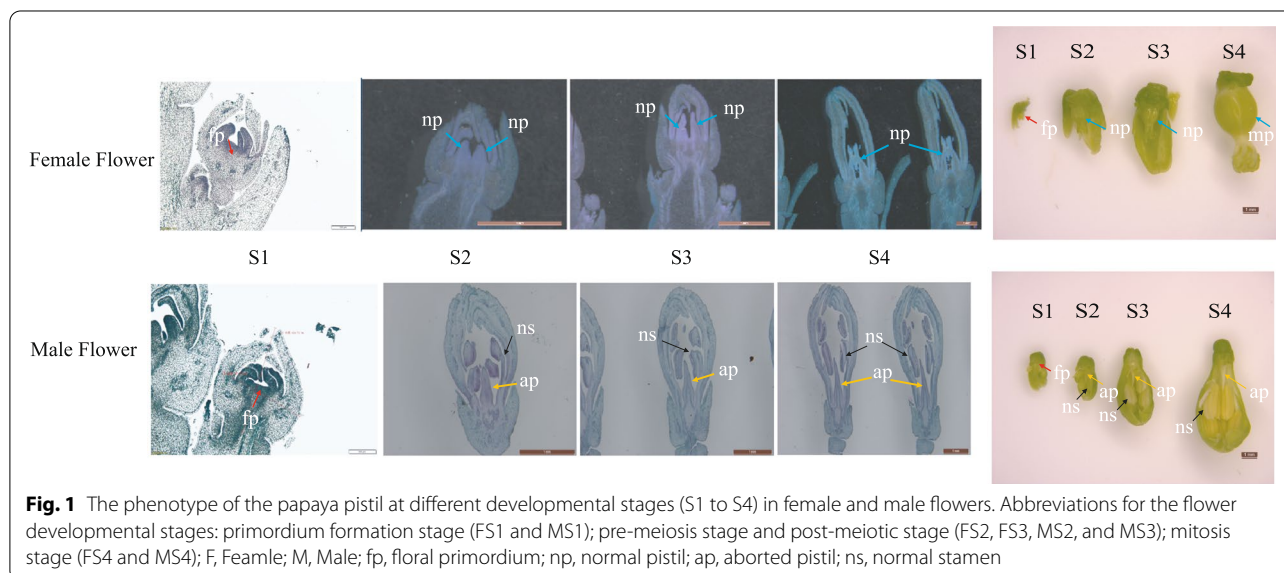 S1 S2 S3 S4
fp np np np np np fp np np mp
Female Flower
1 mm
S1 S2 S3 S4
S1 S2 S3 S4
Male Flower
fp ns ap ns ap ns ap fp ap ns ap ns ap ns
1 mm
Fig. 1 The phenotype of the papaya pistil at different developmental stages (S1 to S4) in female and male flowers. Abbreviations for the flower
developmental stages: primordium formation stage (FS1 and MS1); pre-meiosis stage and post-meiotic stage (FS2, FS3, MS2, and MS3); mitosis
stage (FS4 and MS4); F, Feamle; M, Male; fp, floral primordium; np, normal pistil; ap, aborted pistil; ns, normal stamen